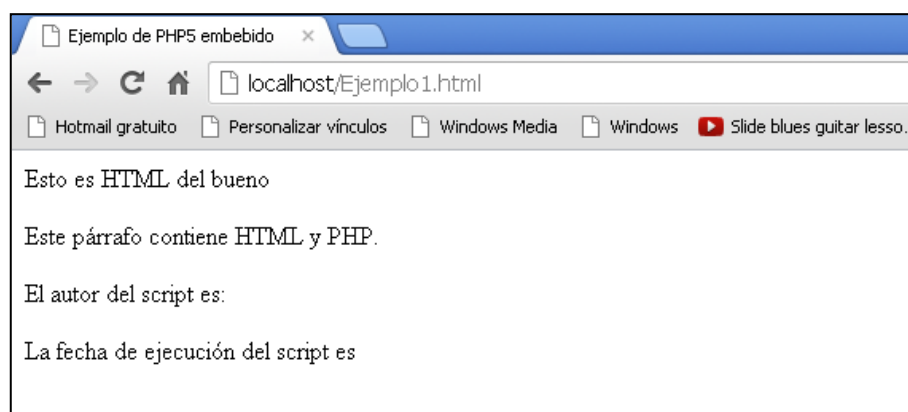 Ejemplo de PHP5 embebido
localhost/Ejemplo1.html
Hotmail gratuito Personalizar vínculos Windows Media Windows Slide blues guitar lesso.
Esto es HTML del bueno
Este párrafo contiene HTML y PHP.
El autor del script es:
La fecha de ejecución del script es